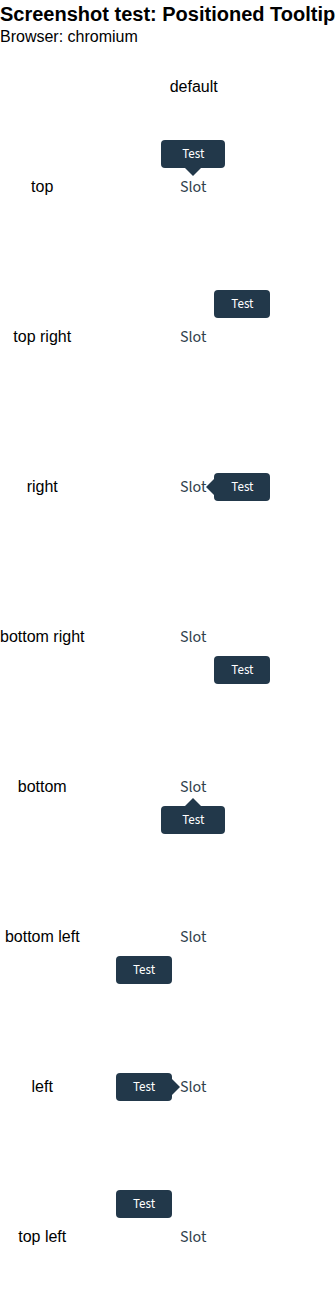 Screenshot test: Positioned Tooltip
Browser: chromium
default
Test
top Slot
Test
top right Slot
right Slot Test
bottom right Slot
Test
bottom Slot
Test
bottom left Slot
Test
left Test Slot
Test
top left Slot